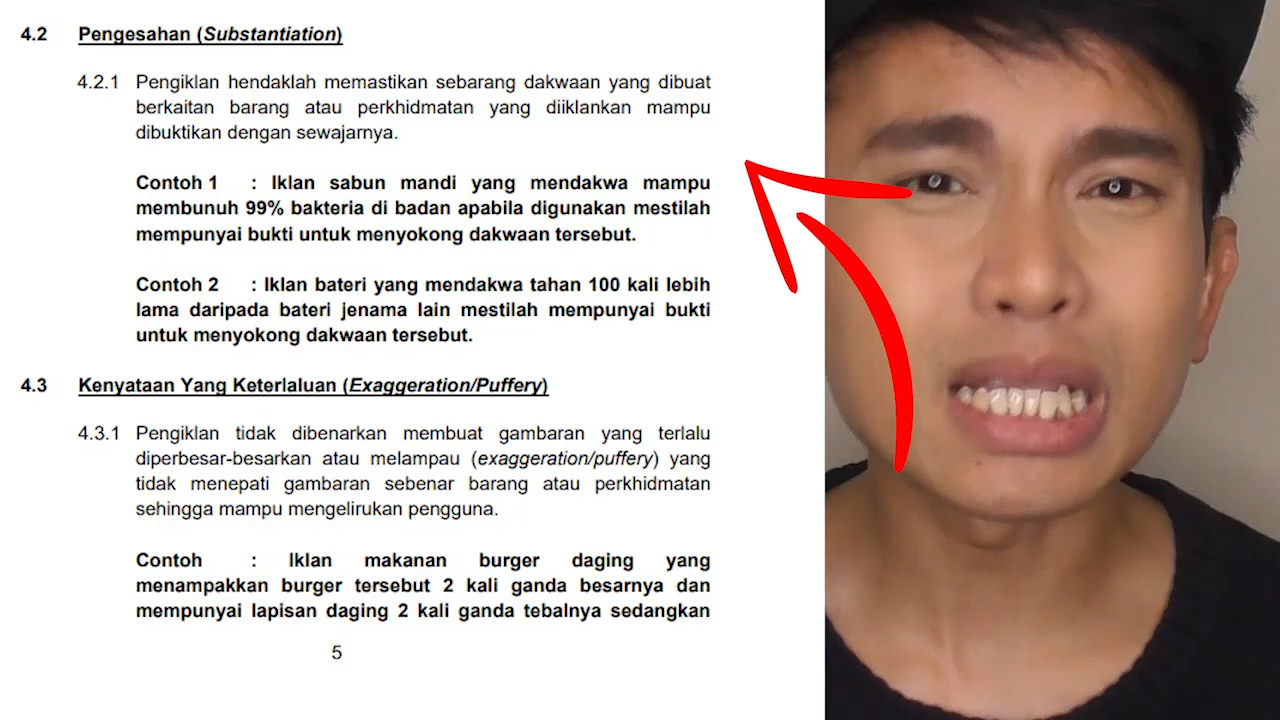 4.2 Pengesahan (Substantiation)
4.2.1 Pengiklan hendaklah memastikan sebarang dakwaan yang dibuat
berkaitan barang atau perkhidmatan yang diiklankan mampu
dibuktikan dengan sewajarnya.
Contoh 1 : Iklan sabun mandi yang mendakwa mampu
membunuh 99% bakteria di badan apabila digunakan mestilah
mempunyai bukti untuk menyokong dakwaan tersebut.
Contoh 2 : Iklan bateri yang mendakwa tahan 100 kali lebih
lama daripada bateri jenama lain mestilah mempunyai bukti
untuk menyokong dakwaan tersebut.
4.3 Kenyataan Yang Keterlaluan (Exaggeration/Puffery)
4.3.1 Pengiklan tidak dibenarkan membuat gambaran yang terlalu
diperbesar-besarkan atau melampau (exaggeration/puffery) yang
tidak menepati gambaran sebenar barang atau perkhidmatan
sehingga mampu mengelirukan pengguna.
Contoh : Iklan makanan burger daging yang
menampakkan burger tersebut 2 kali ganda besarnya dan
mempunyai lapisan daging 2 kali ganda tebalnya sedangkan
5